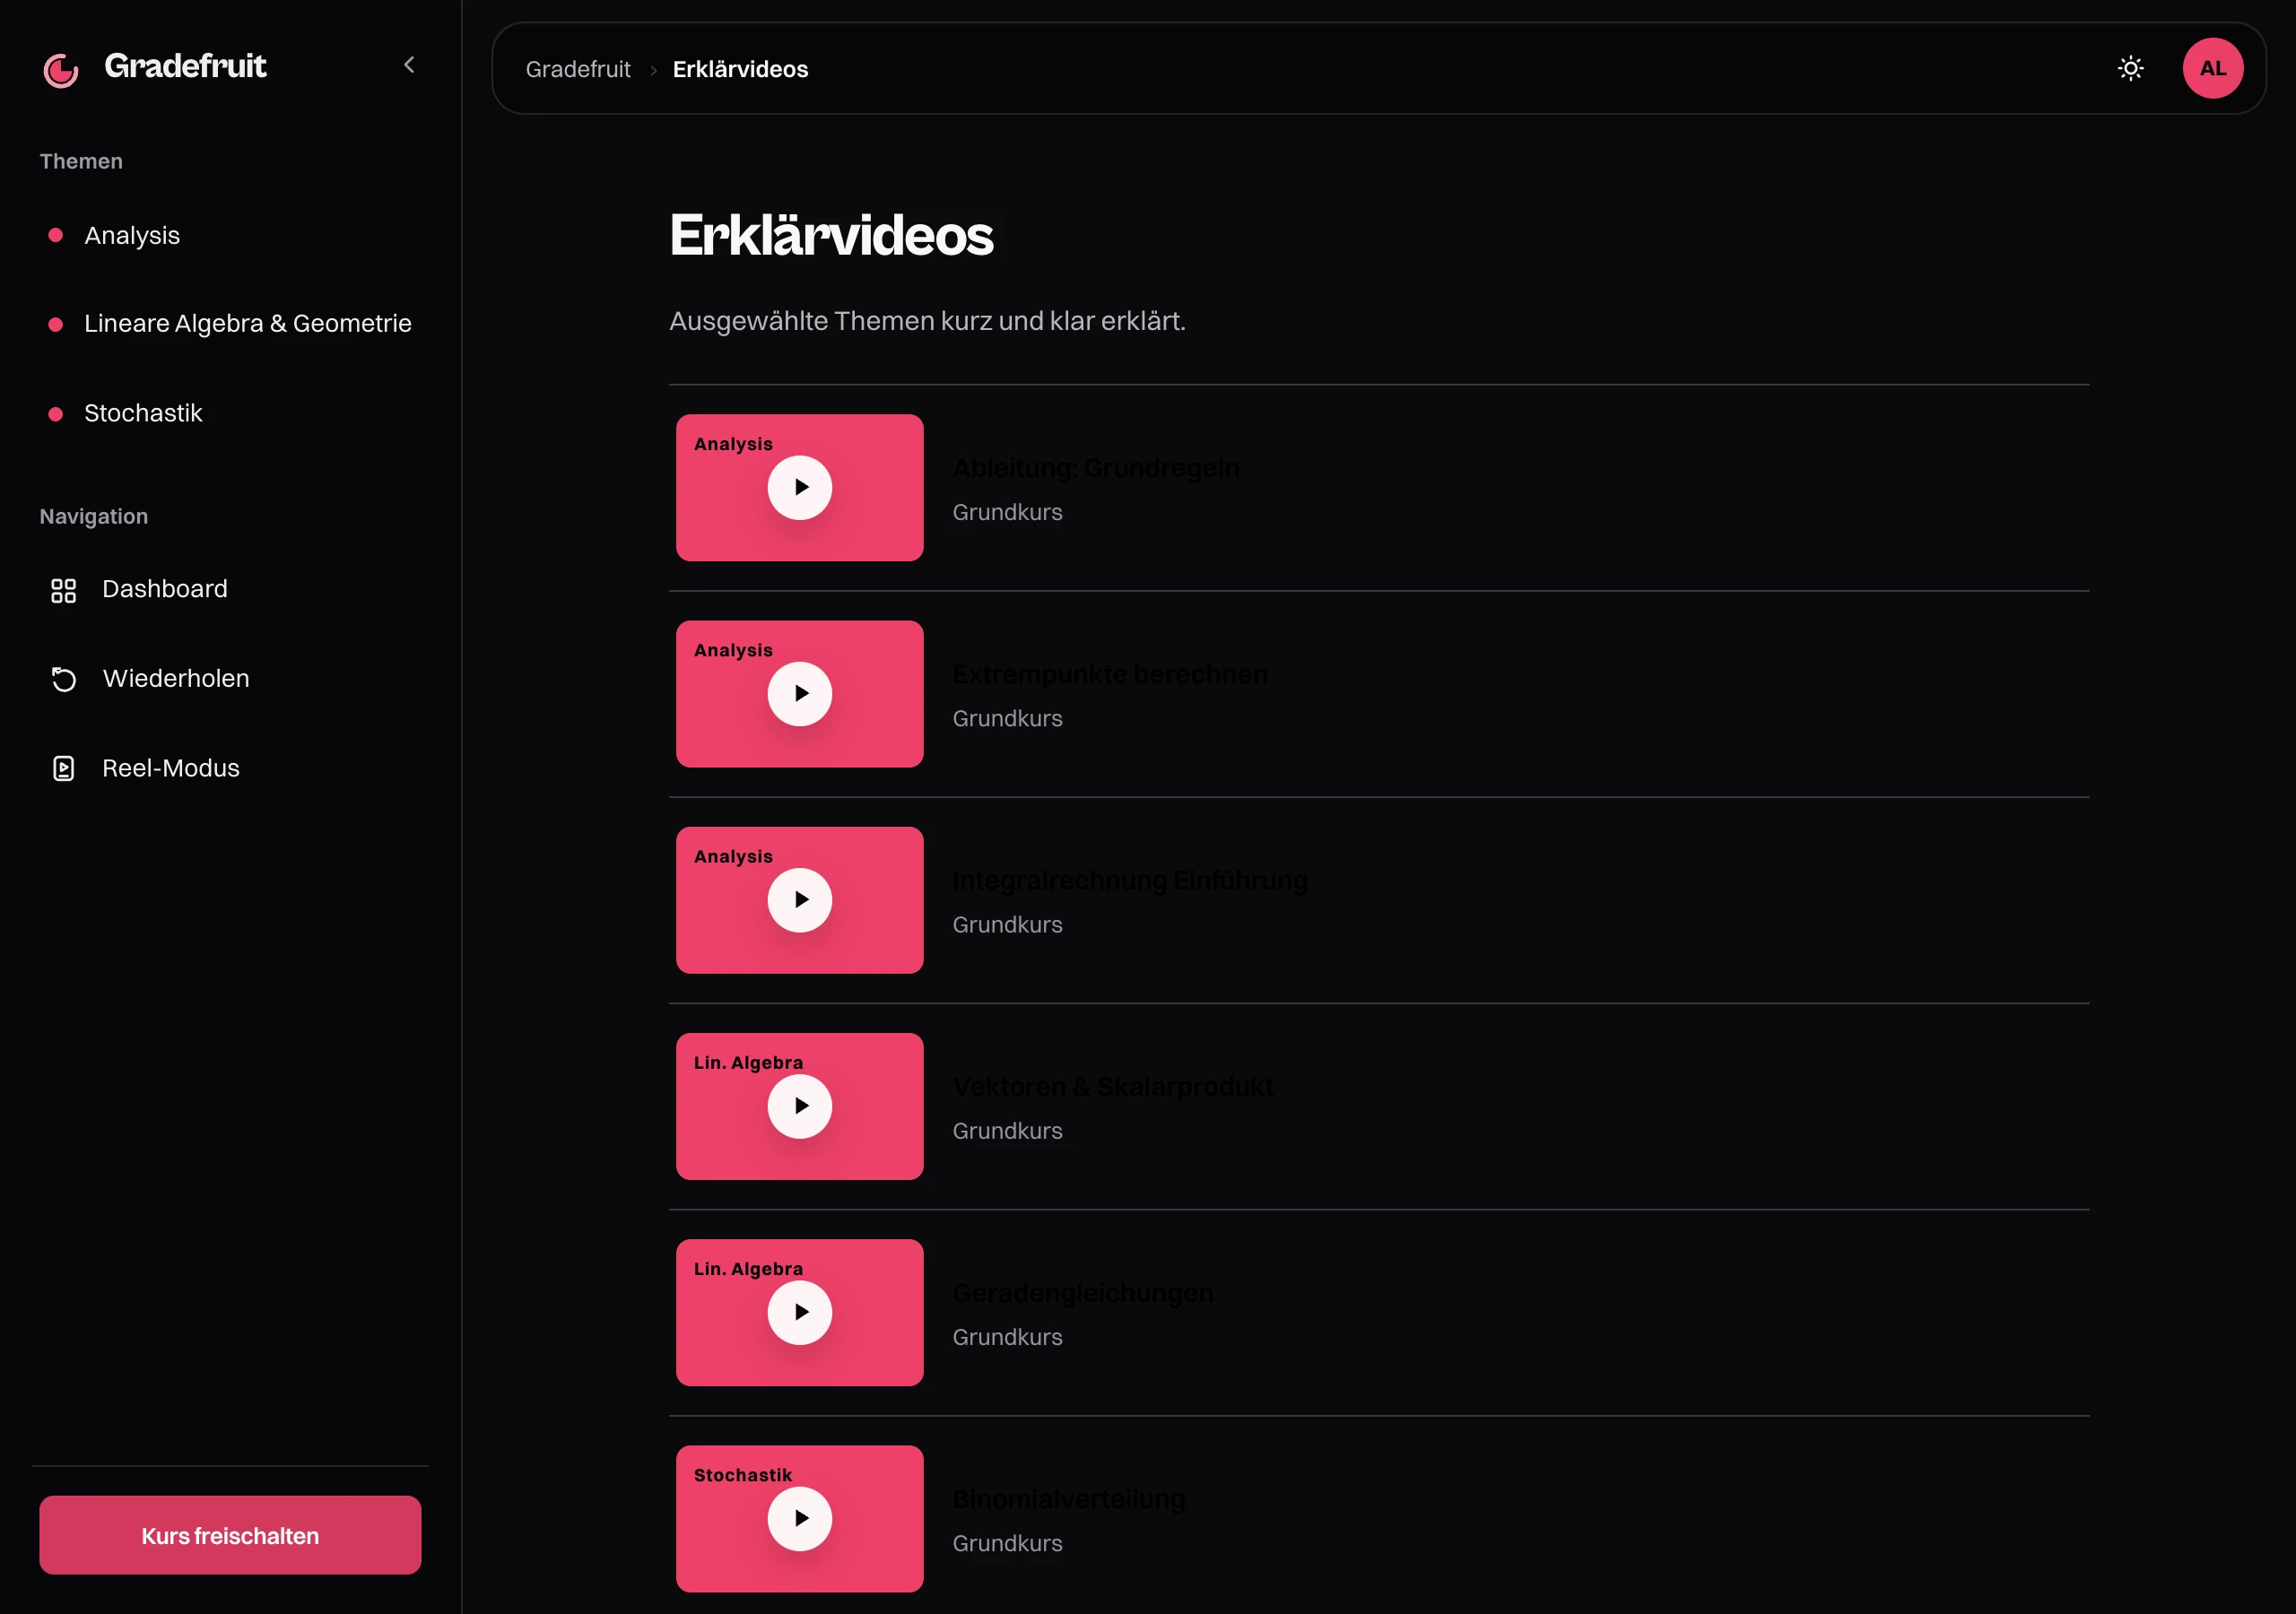 Gradefruit
Themen
Analysis
Lineare Algebra & Geometrie
Stochastik
Navigation
Dashboard
Wiederholen
Reel-Modus
Kurs freischalten
Gradefruit › Erklärvideos
AL
Erklärvideos
Ausgewählte Themen kurz und klar erklärt.
Analysis
Ableitung: Grundregeln
Grundkurs
Analysis
Extrempunkte berechnen
Grundkurs
Analysis
Integralrechnung Einführung
Grundkurs
Lin. Algebra
Vektoren & Skalarprodukt
Grundkurs
Lin. Algebra
Geradengleichungen
Grundkurs
Stochastik
Binomialverteilung
Grundkurs